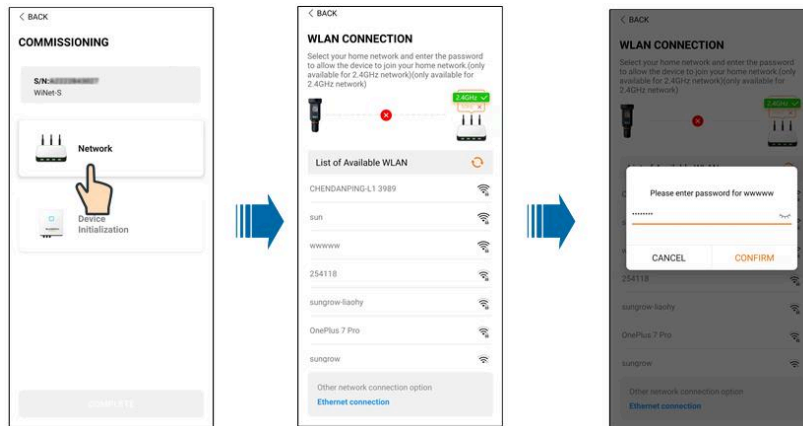 < BACK
COMMISSIONING
S/N:
WiNet-S
Network
Device
Initialization
COMPLETE
< BACK
WLAN CONNECTION
Select your home network and enter the password
to allow the device to join your home network.(only
available for 2.4GHz network)(only available for
2.4GHz network)
2.4GHz ✓
List of Available WLAN
CHENDANPING-L1 3989
sun
wwwww
254118
sungrow-liaohy
OnePlus 7 Pro
sungrow
Other network connection option
Ethernet connection
< BACK
WLAN CONNECTION
Select your home network and enter the password
to allow the device to join your home network.(only
available for 2.4GHz network)(only available for
2.4GHz network)
2.4GHz ✓
Please enter password for wwwww
········
CANCEL
CONFIRM
254118
sungrow-liaohy
OnePlus 7 Pro
sungrow
Other network connection option
Ethernet connection